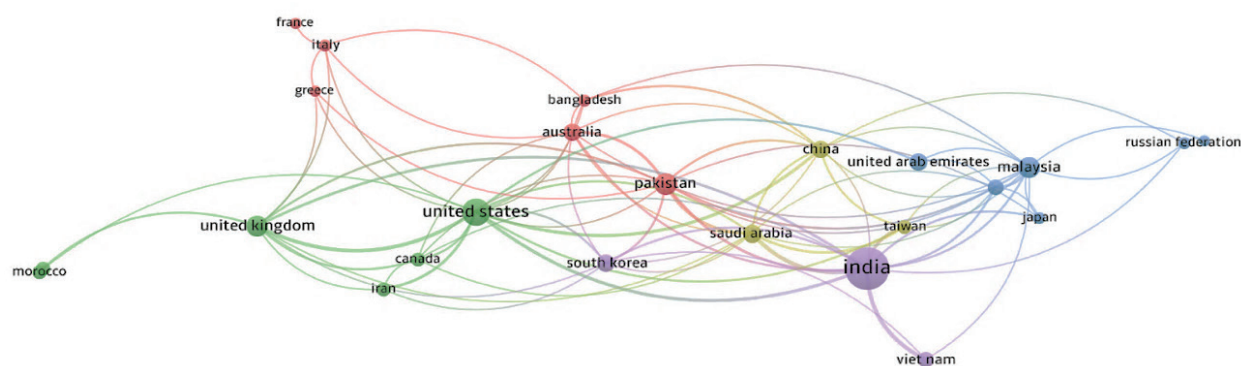 france
italy
greece
bangladesh
australia
china
russian federation
united arab emirates
malaysia
pakistan
united states
united kingdom
japan
saudi arabia
taiwan
morocco
canada
south korea
india
iran
viet nam